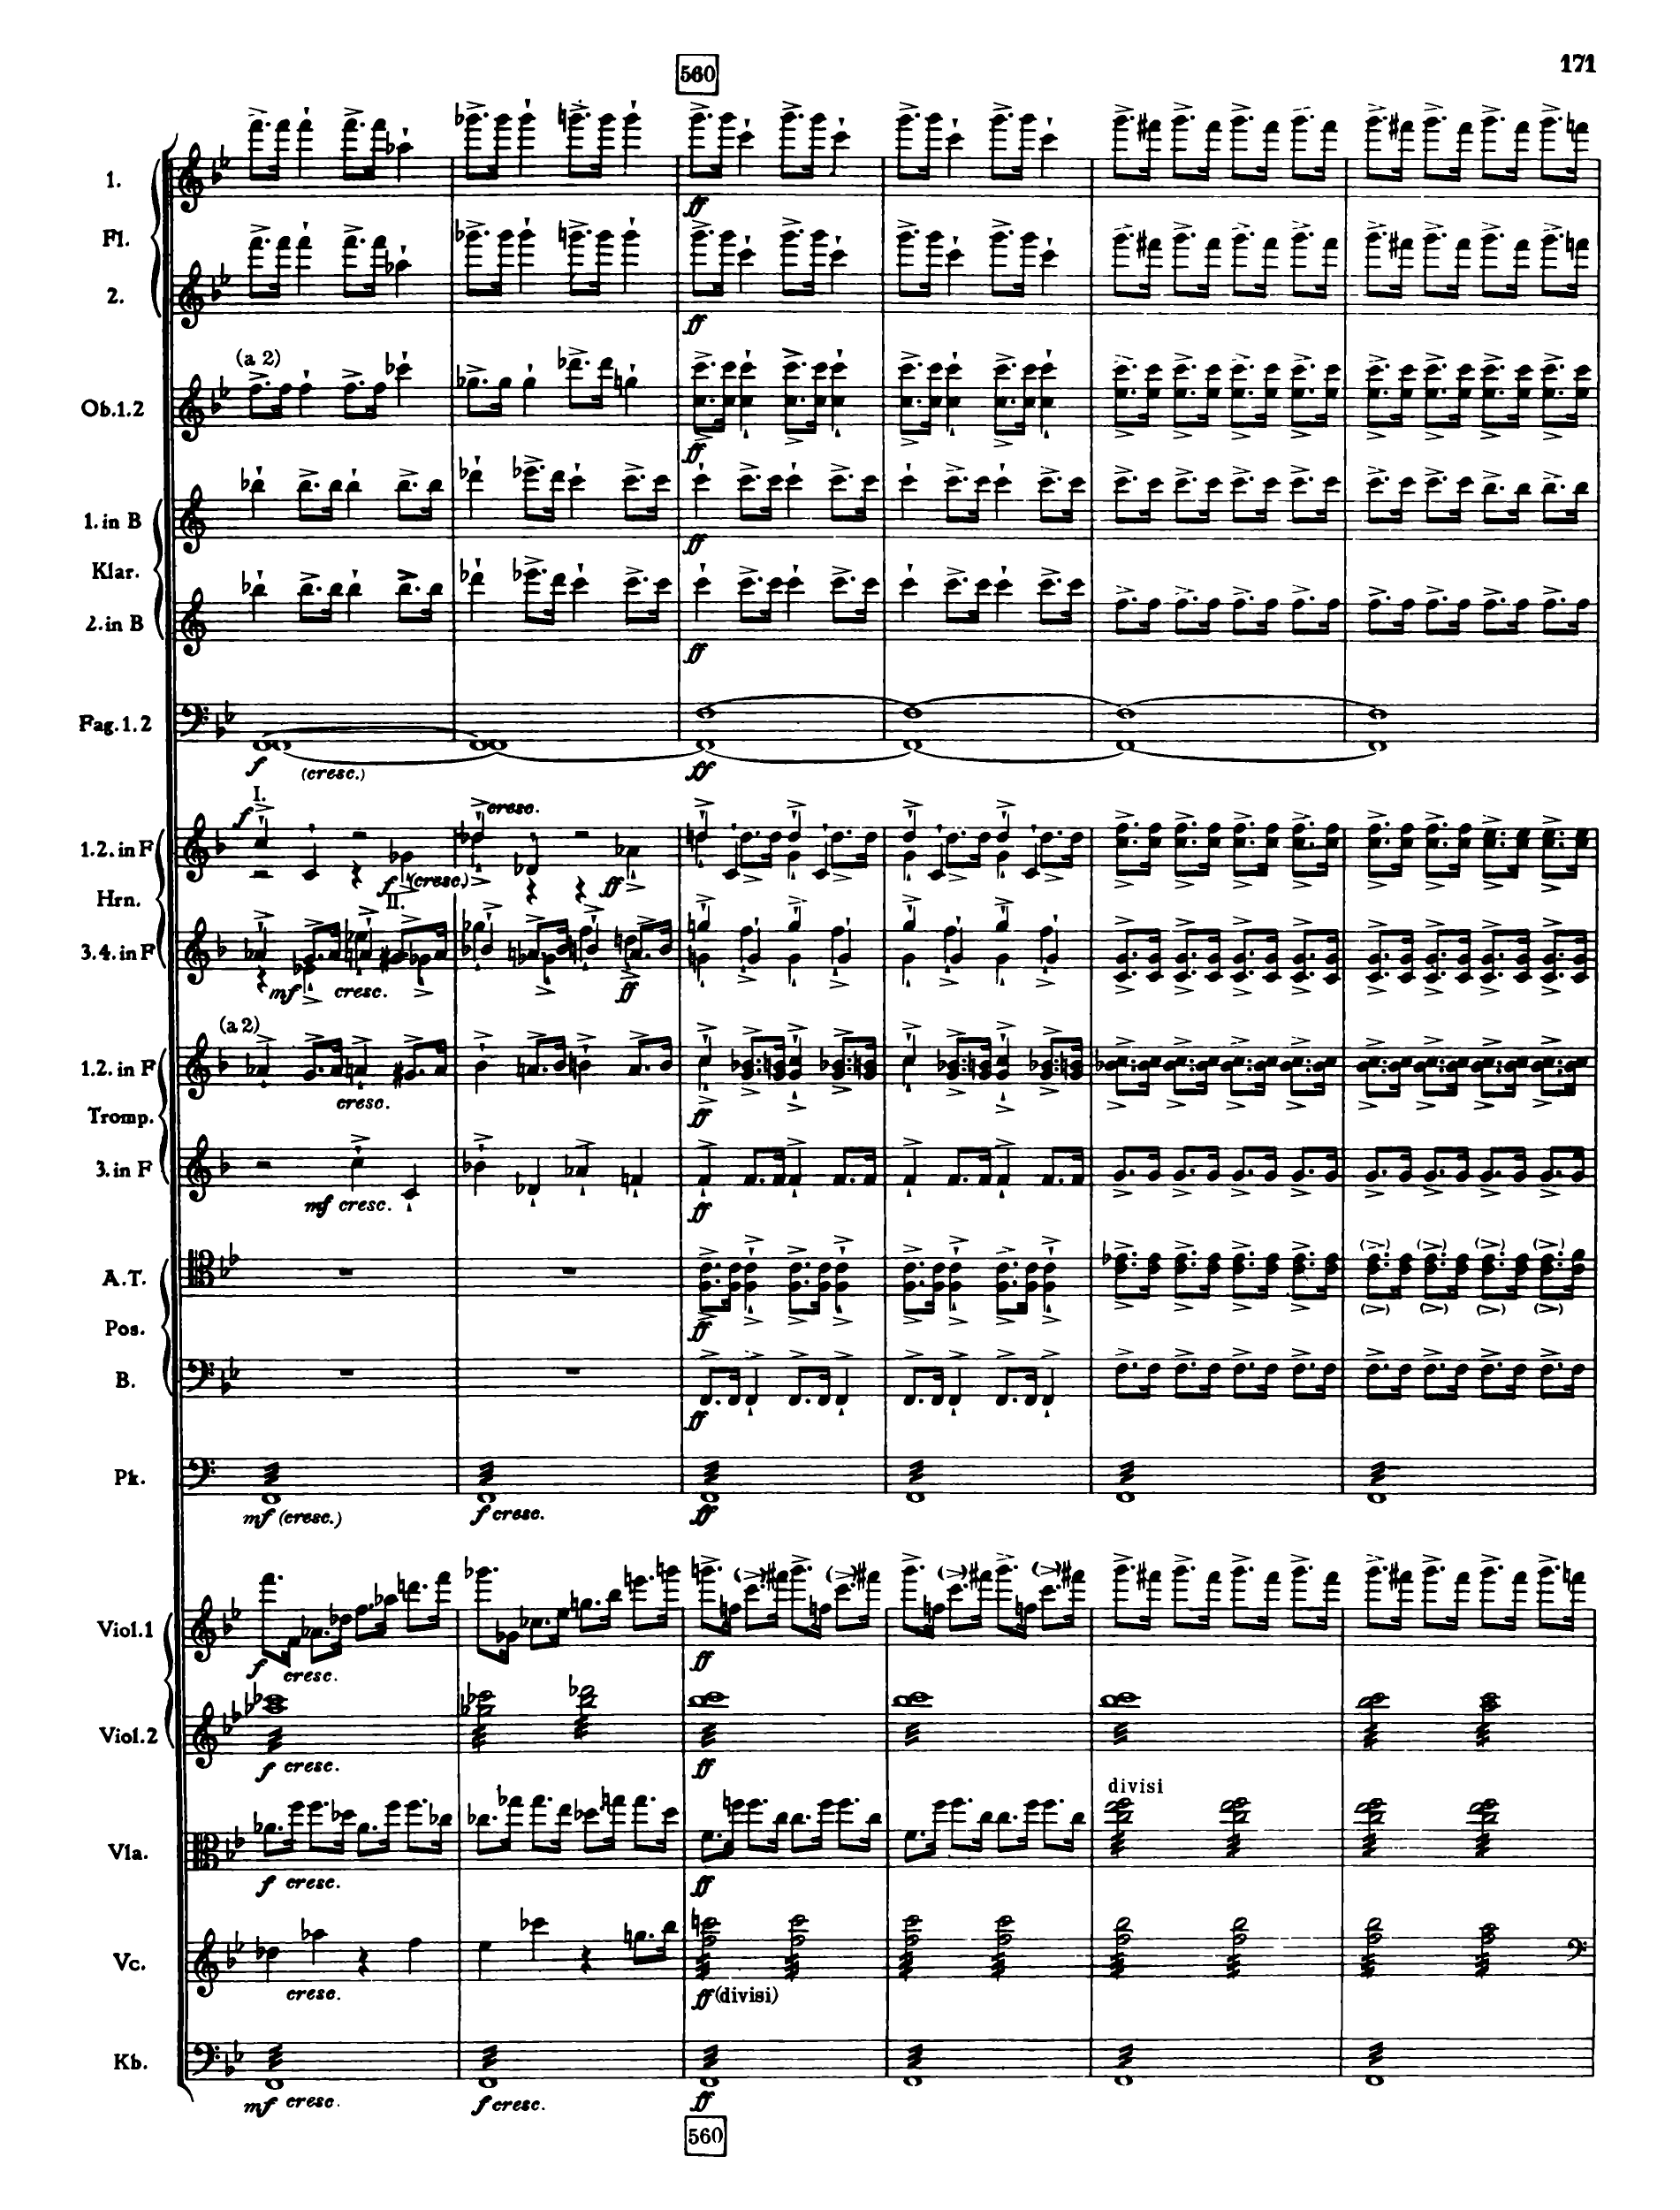 560
171
1.
Fl.
2.
(a 2)
Ob.1.2
ff
ff
ff
1. in B
Klar.
2. in B
ff
ff
Fag.1.2
f (cresc.) ff
I.
f cresc.
1.2. in F
f (cresc.) ff
II.
Hrn.
3.4. in F
mf cresc. ff
(a 2)
1.2. in F
cresc. ff
Tromp.
3. in F
mf cresc. ff
A.T.
ff
Pos.
B.
ff
Pk.
mf (cresc.) f cresc. ff
Viol.1
f cresc. ff
Viol.2
f cresc. ff
divisi
Vla.
f cresc. ff
Vc.
cresc. ff (divisi)
Kb.
mf cresc. f cresc. ff
560